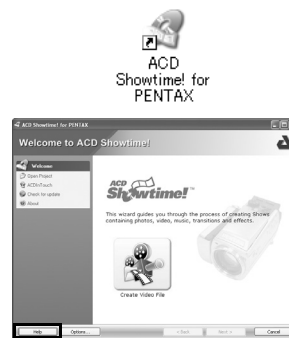 ACD
Showtime! for
PENTAX
ACD Showtime! for PENTAX
Welcome to ACD Showtime!
Welcome
Open Project
ACDInTouch
Check for update
About
ACD
Showtime!™
This wizard guides you through the process of creating Shows
containing photos, video, music, transitions and effects.
Create Video File
Help
Options...
< Back
Next >
Cancel